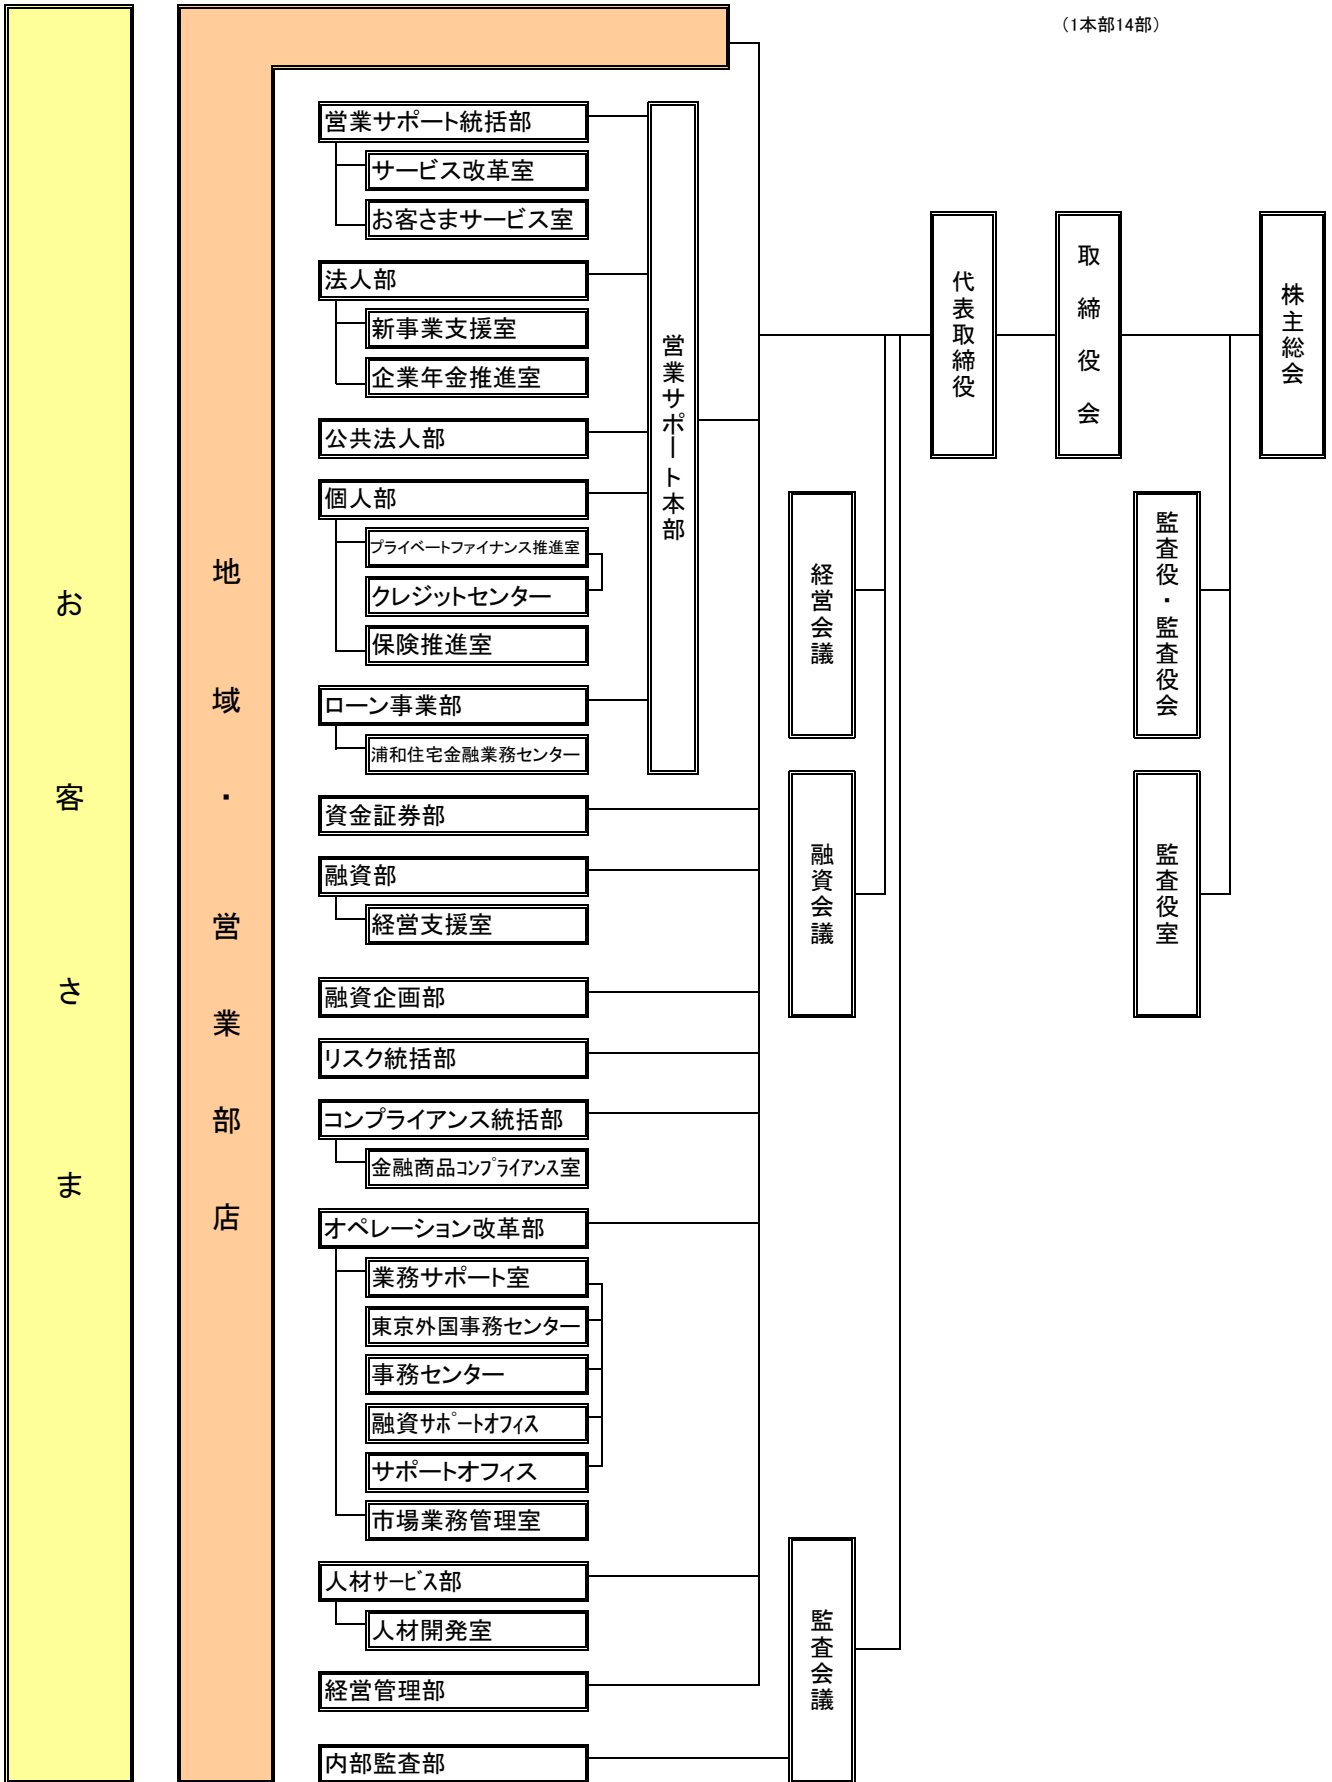 （1本部14部）
お客さま
地域・営業部店
営業サポート統括部
サービス改革室
お客さまサービス室
法人部
新事業支援室
企業年金推進室
公共法人部
個人部
プライベートファイナンス推進室
クレジットセンター
保険推進室
ローン事業部
浦和住宅金融業務センター
営業サポート本部
資金証券部
融資部
経営支援室
融資企画部
リスク統括部
コンプライアンス統括部
金融商品ｺﾝﾌﾟﾗｲｱﾝｽ室
オペレーション改革部
業務サポート室
東京外国事務センター
事務センター
融資ｻﾎﾟｰﾄｵﾌｨｽ
サポートオフィス
市場業務管理室
人材ｻｰﾋﾞｽ部
人材開発室
経営管理部
内部監査部
経営会議
融資会議
監査会議
代表取締役
取締役会
監査役・監査役会
監査役室
株主総会